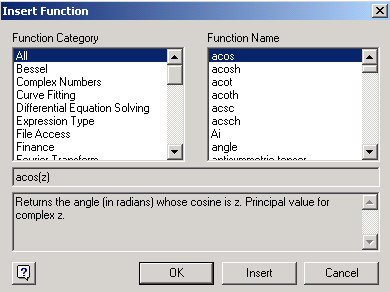 Insert Function
Function Category
Function Name
All
Bessel
Complex Numbers
Curve Fitting
Differential Equation Solving
Expression Type
File Access
Finance
Fourier Transform
acos
acosh
acot
acoth
acsc
acsch
Ai
angle
antisymmetric tensor
acos(z)
Returns the angle (in radians) whose cosine is z. Principal value for
complex z.
OK
Insert
Cancel